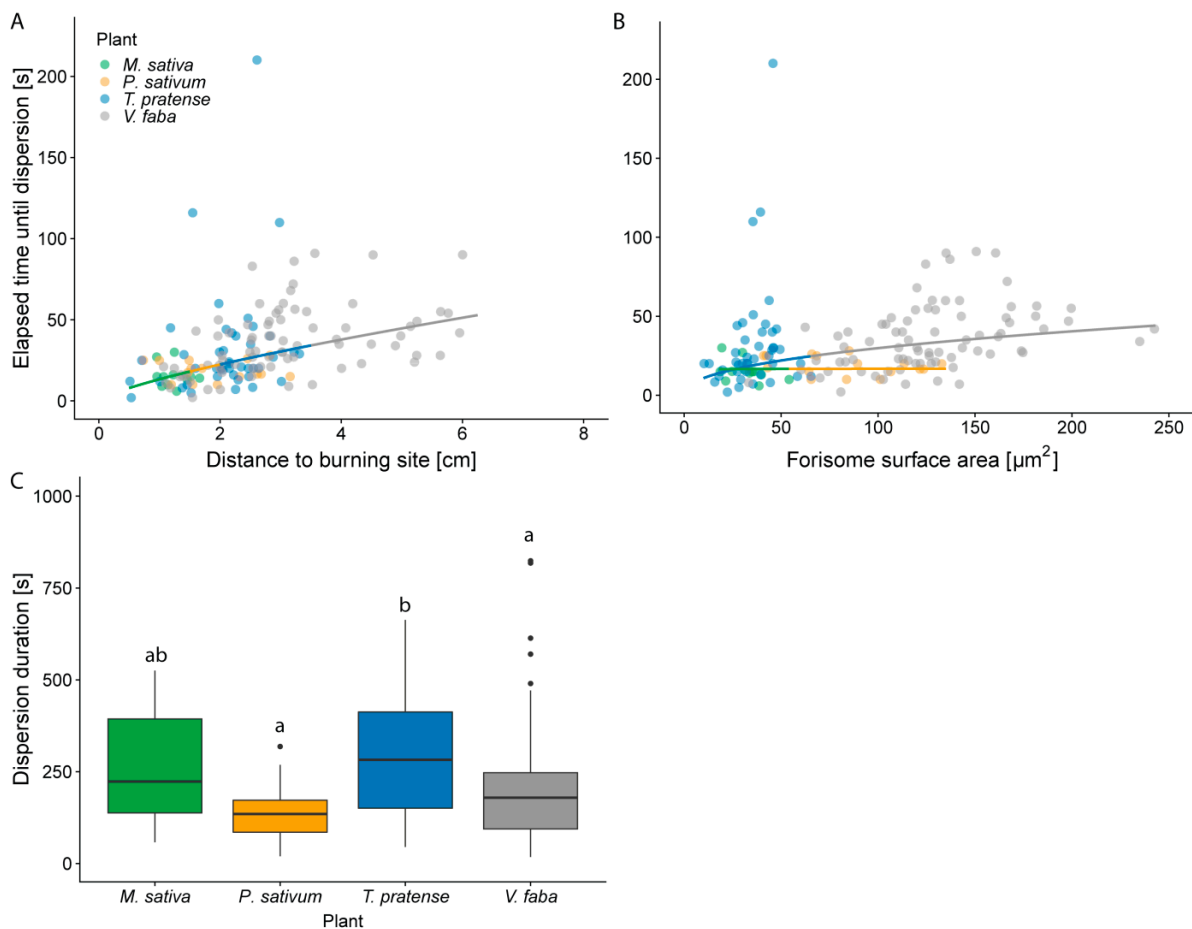 A
Plant
M. sativa
P. sativum
T. pratense
V. faba
Elapsed time until dispersion [s]
200
150
100
50
0
0 2 4 6 8
Distance to burning site [cm]
B
200
150
100
50
0
0 50 100 150 200 250
Forisome surface area [µm²]
C
Dispersion duration [s]
1000
750
500
250
0
ab
a
b
a
M. sativa P. sativum T. pratense V. faba
Plant